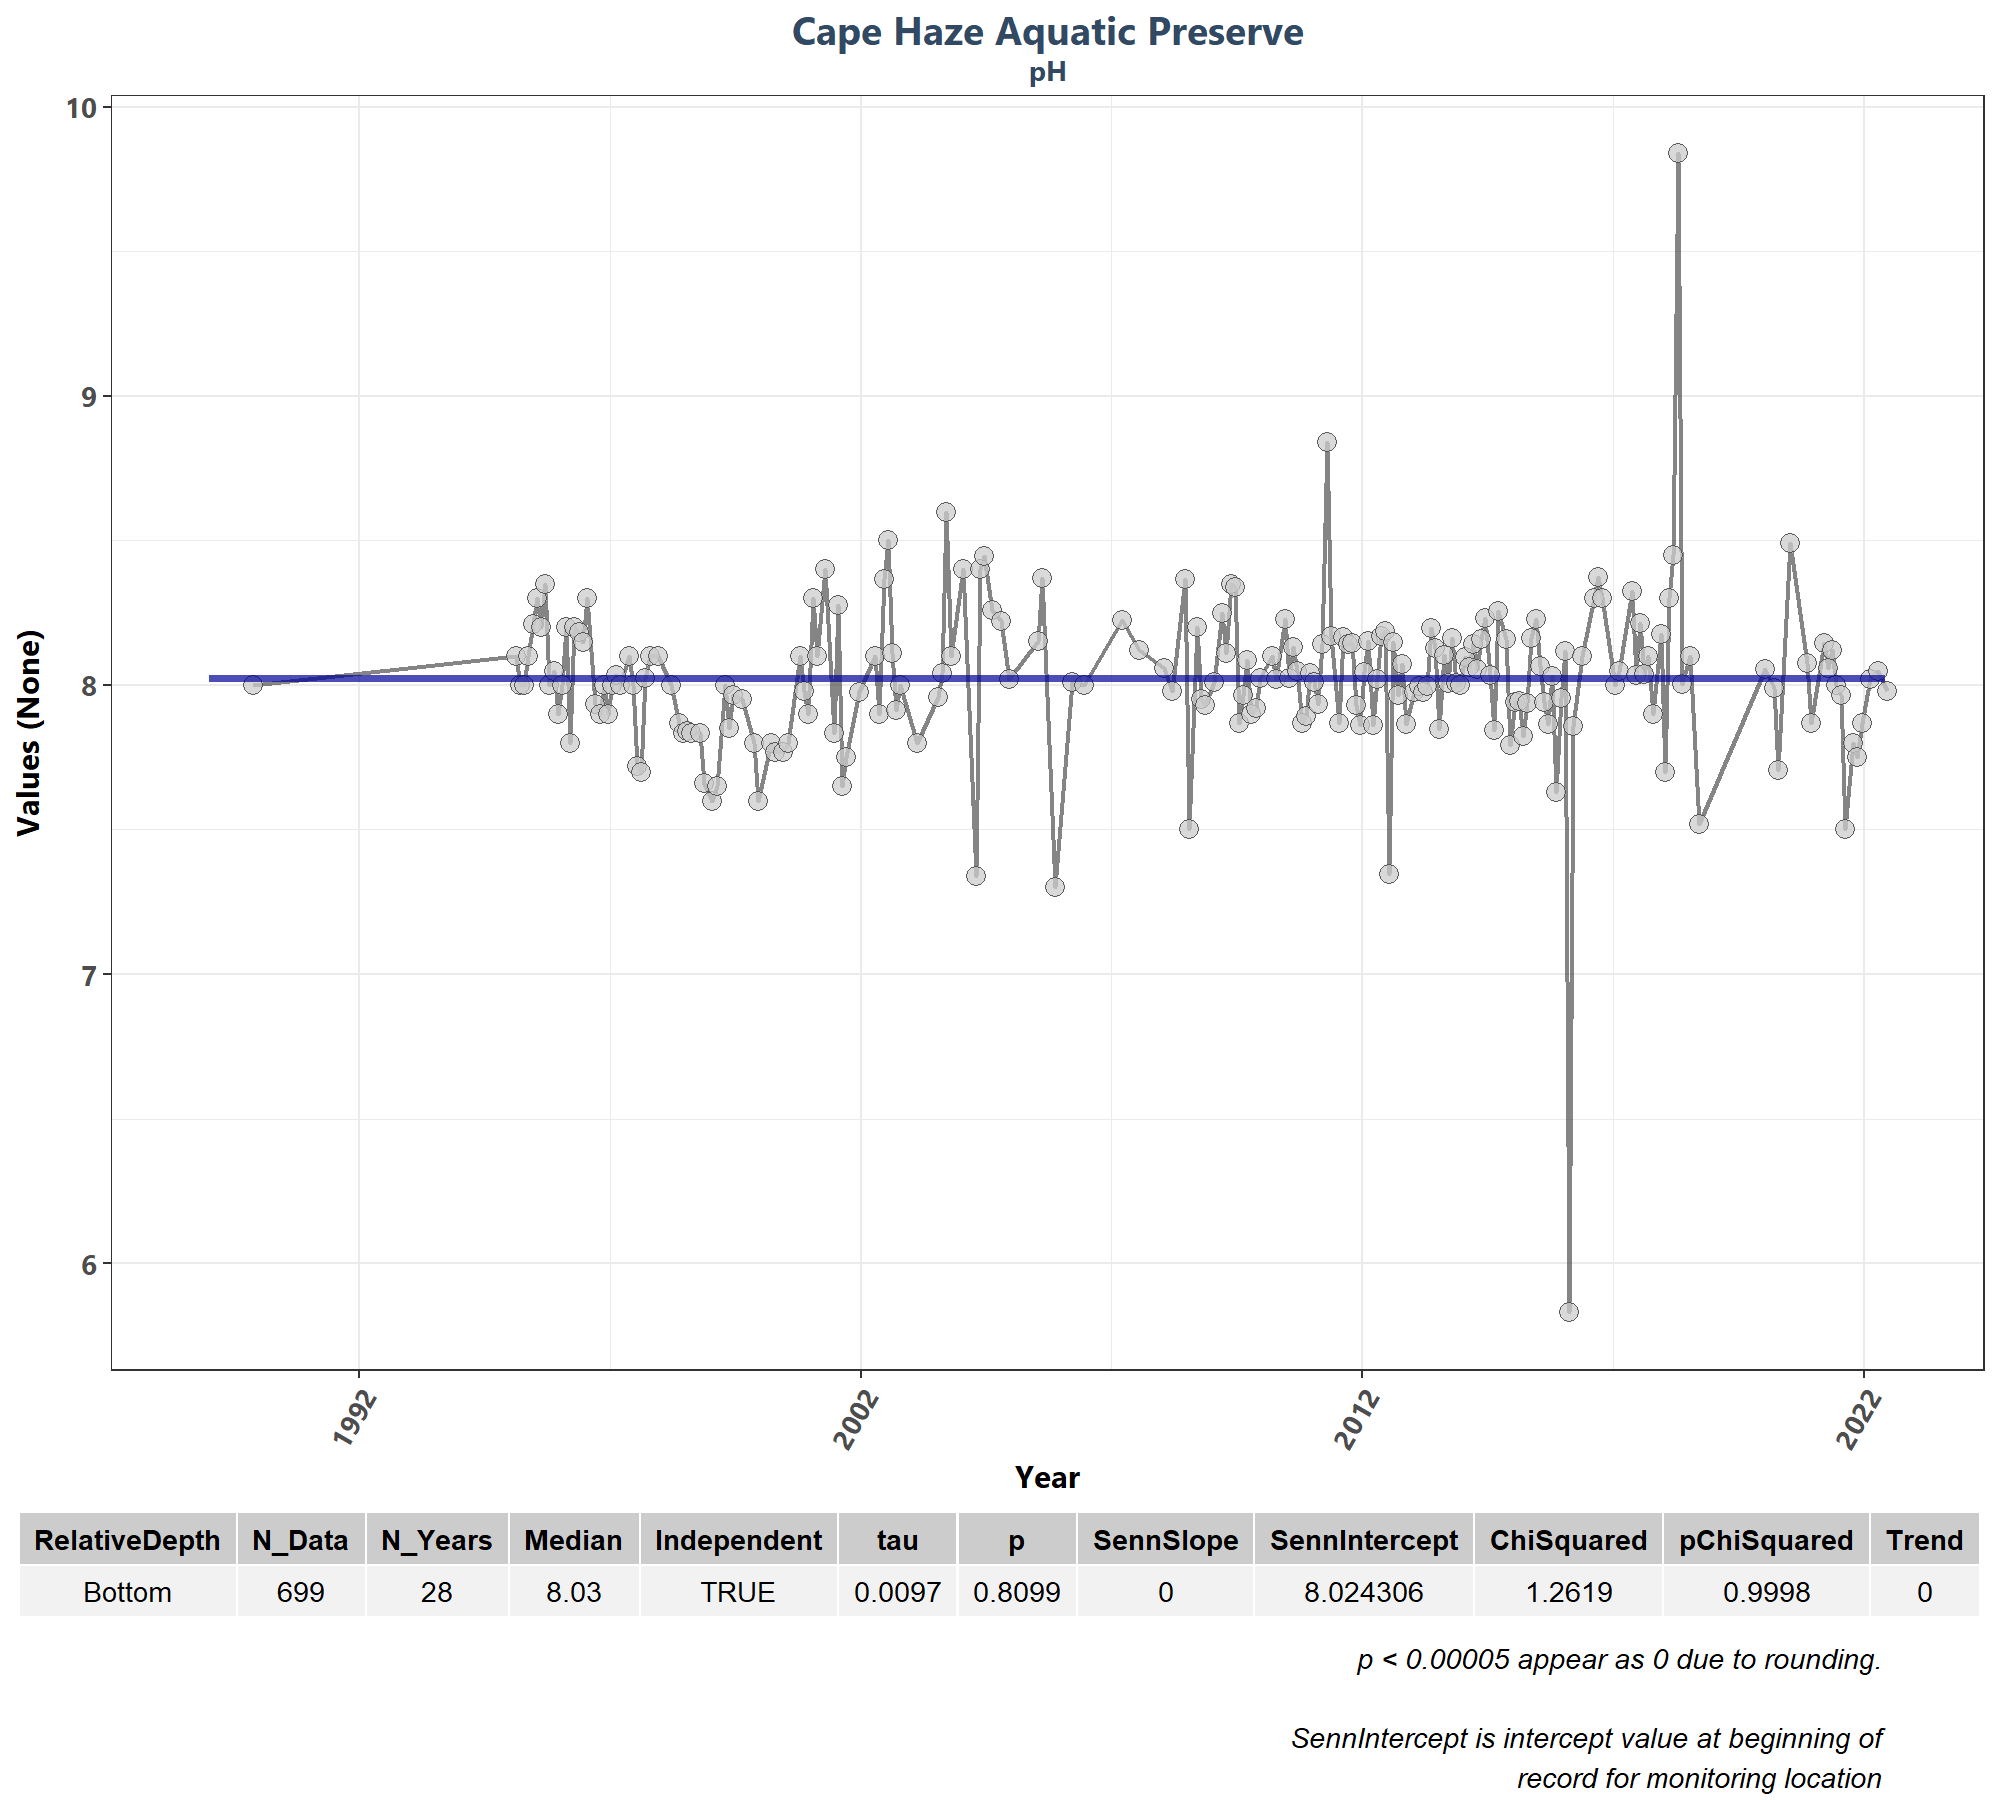 Cape Haze Aquatic Preserve
pH
Values (None)
10
9
8
7
6
1992
2002
2012
2022
Year
RelativeDepth N_Data N_Years Median Independent tau p SennSlope SennIntercept ChiSquared pChiSquared Trend
Bottom 699 28 8.03 TRUE 0.0097 0.8099 0 8.024306 1.2619 0.9998 0
p < 0.00005 appear as 0 due to rounding.
SennIntercept is intercept value at beginning of
record for monitoring location